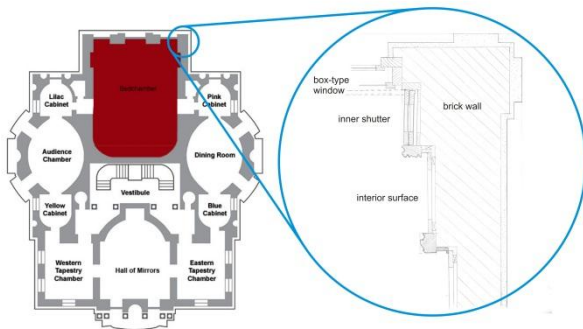 Lilac
Cabinet
Pink
Cabinet
Audience
Chamber
Dining Room
Vestibule
Yellow
Cabinet
Blue
Cabinet
Western
Tapestry
Chamber
Hall of Mirrors
Eastern
Tapestry
Chamber
box-type
window
inner shutter
brick wall
interior surface